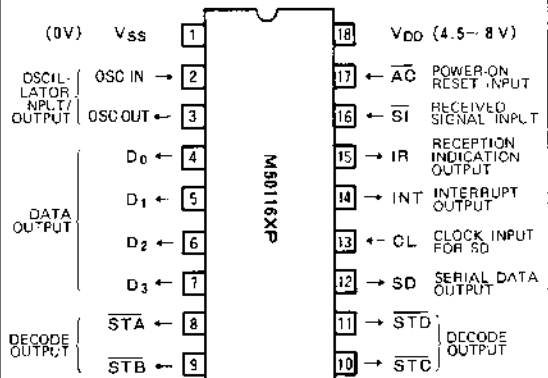 (0V) VSS 1
OSCIL-
LATOR
INPUT/
OUTPUT
OSC IN 2
OSC OUT 3
DATA
OUTPUT
D0 4
D1 5
D2 6
D3 7
DECODE
OUTPUT
STA 8
STB 9
M50116XP
18 VDD (4.5~8V)
17 AC POWER-ON
RESET INPUT
16 SI RECEIVED
SIGNAL INPUT
15 IR RECEPTION
INDICATION
OUTPUT
14 INT INTERRUPT
OUTPUT
13 CL CLOCK INPUT
FOR SD
12 SD SERIAL DATA
OUTPUT
11 STD
10 STC
DECODE
OUTPUT